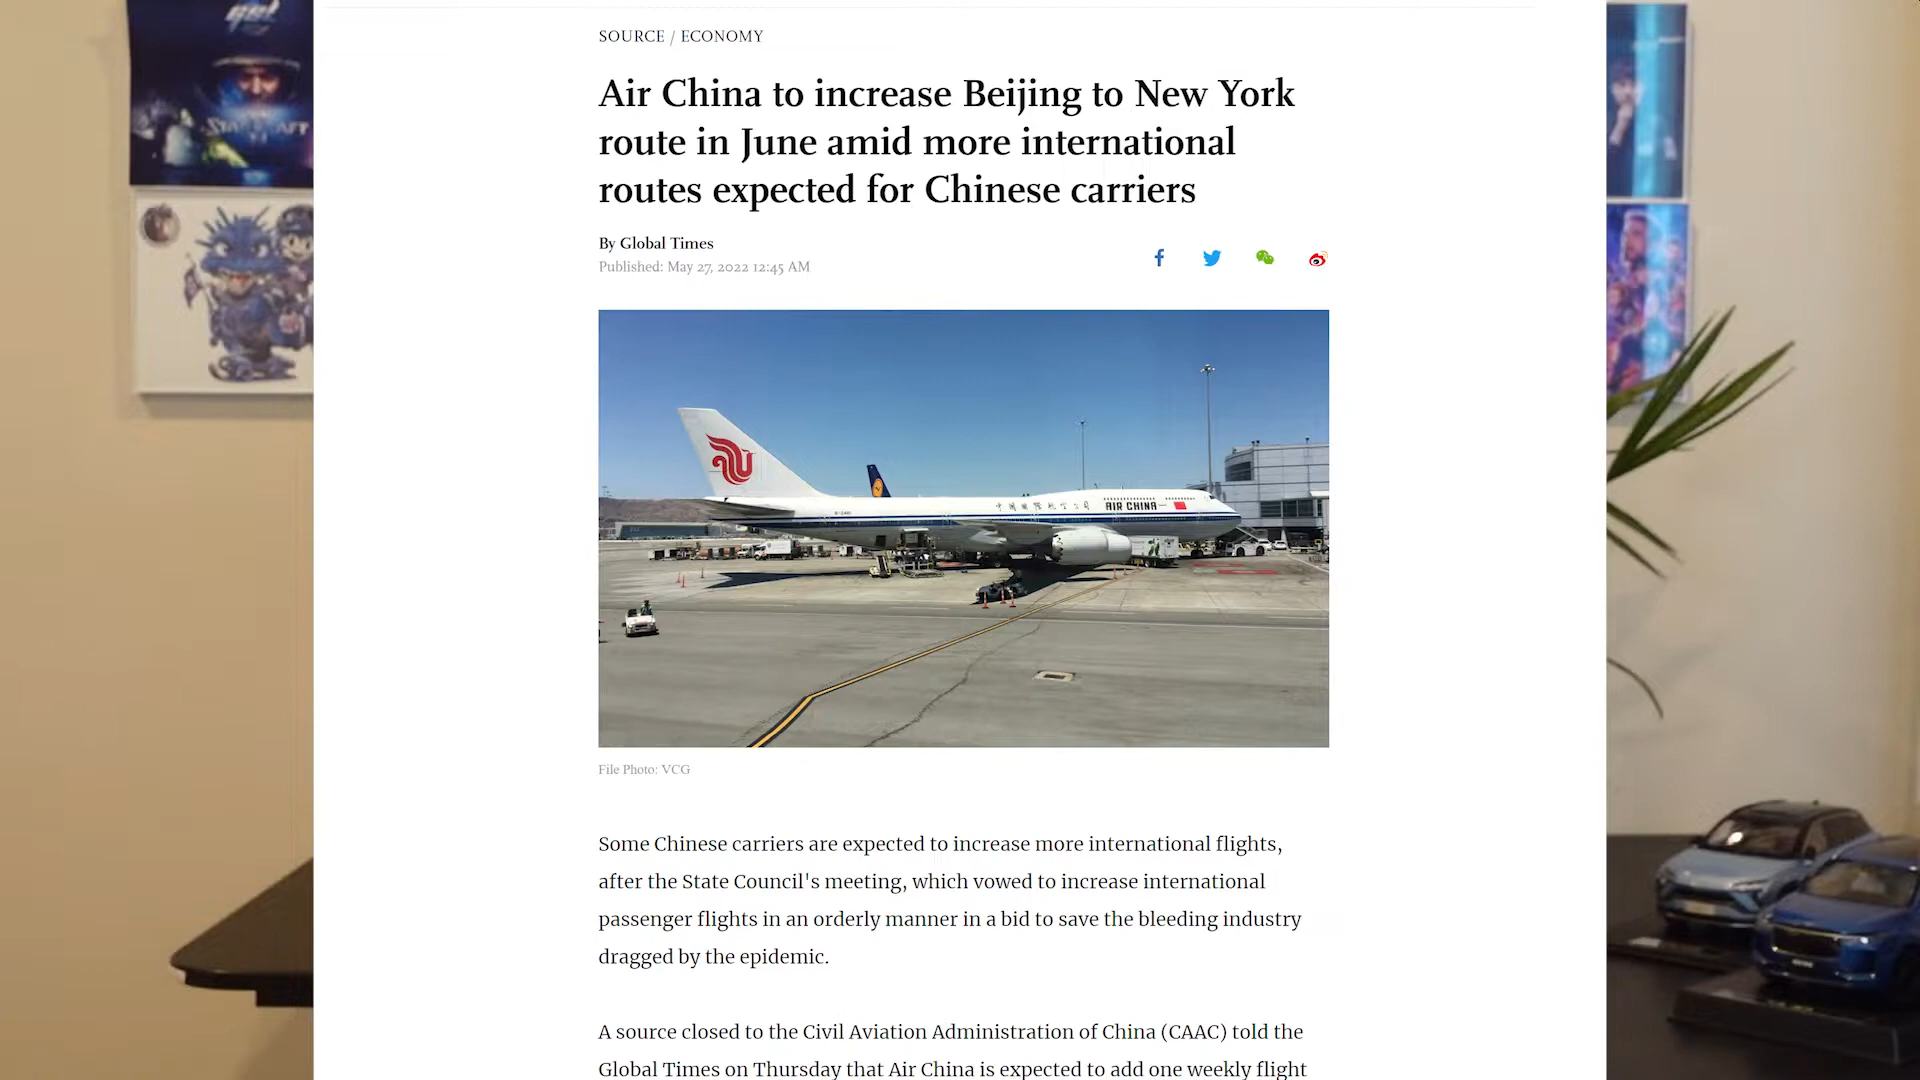 SOURCE / ECONOMY
Air China to increase Beijing to New York
route in June amid more international
routes expected for Chinese carriers
By Global Times
Published: May 27, 2022 12:45 AM
AIR CHINA
File Photo: VCG
Some Chinese carriers are expected to increase more international flights,
after the State Council's meeting, which vowed to increase international
passenger flights in an orderly manner in a bid to save the bleeding industry
dragged by the epidemic.
A source closed to the Civil Aviation Administration of China (CAAC) told the
Global Times on Thursday that Air China is expected to add one weekly flight